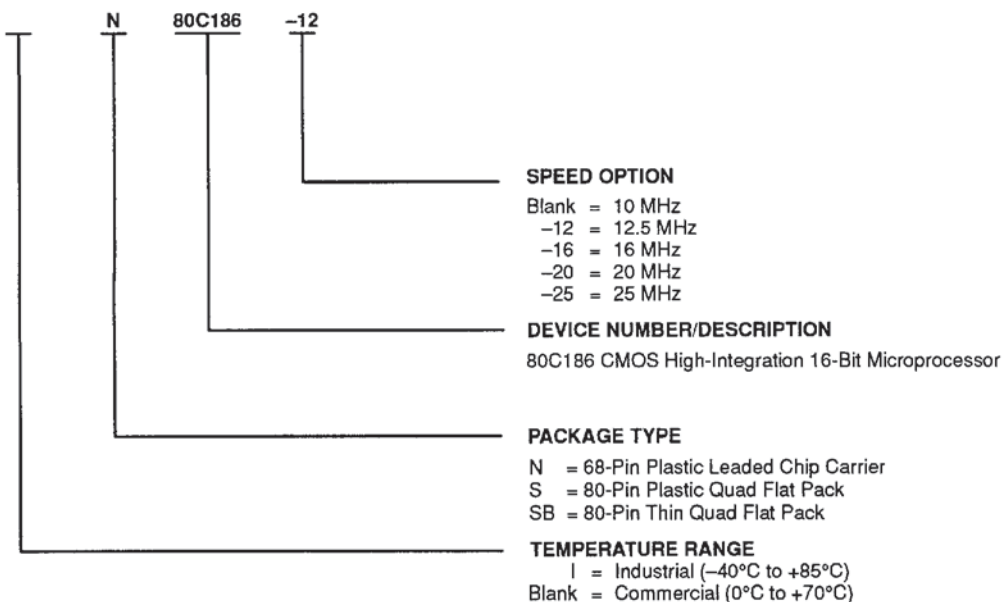 N 80C186 –12
SPEED OPTION
Blank = 10 MHz
–12 = 12.5 MHz
–16 = 16 MHz
–20 = 20 MHz
–25 = 25 MHz
DEVICE NUMBER/DESCRIPTION
80C186 CMOS High-Integration 16-Bit Microprocessor
PACKAGE TYPE
N = 68-Pin Plastic Leaded Chip Carrier
S = 80-Pin Plastic Quad Flat Pack
SB = 80-Pin Thin Quad Flat Pack
TEMPERATURE RANGE
I = Industrial (–40°C to +85°C)
Blank = Commercial (0°C to +70°C)